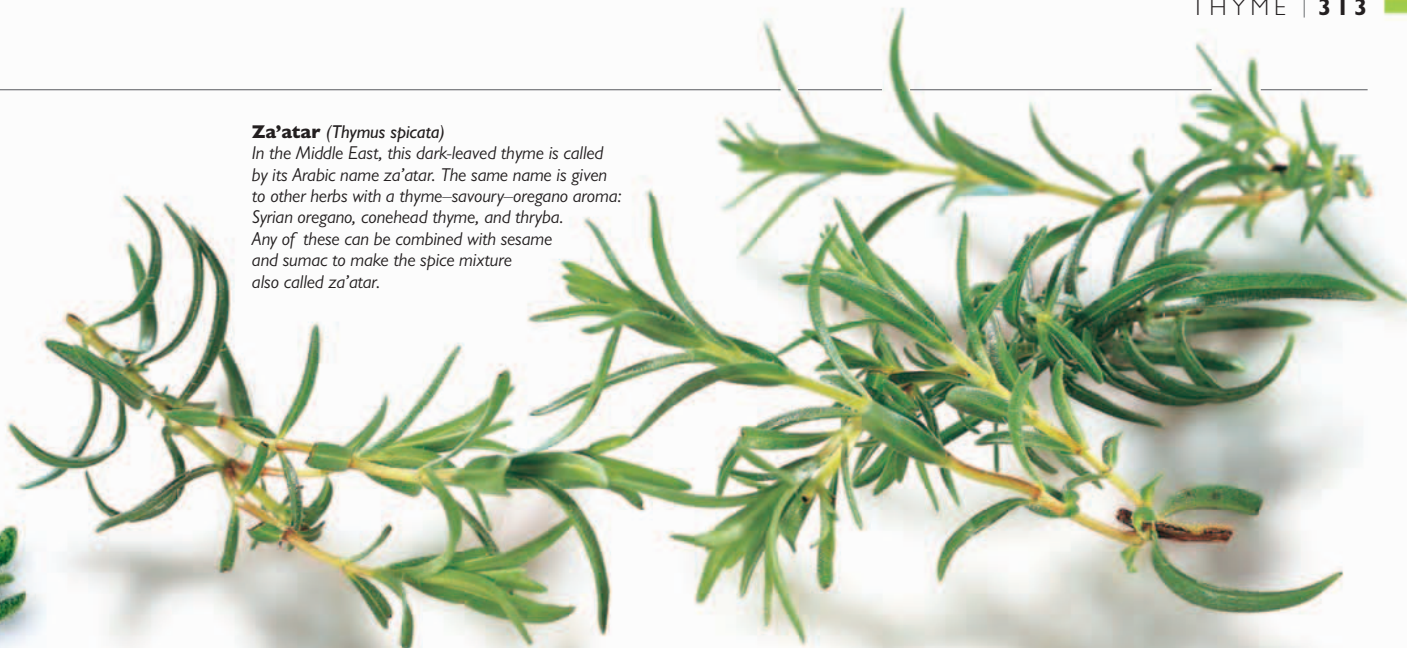 THYME | 313
Za'atar (Thymus spicata)
In the Middle East, this dark-leaved thyme is called
by its Arabic name za'atar. The same name is given
to other herbs with a thyme–savoury–oregano aroma:
Syrian oregano, conehead thyme, and thryba.
Any of these can be combined with sesame
and sumac to make the spice mixture
also called za'atar.